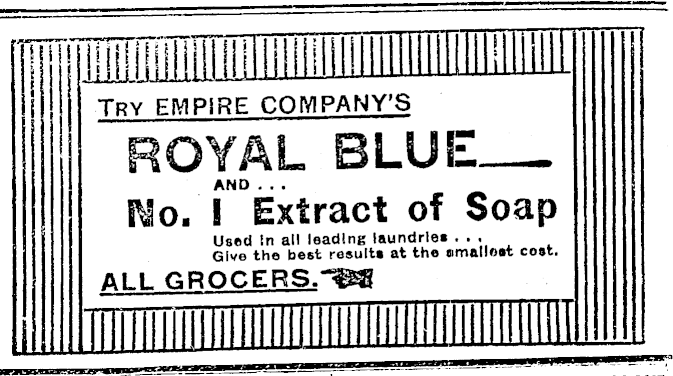 TRY EMPIRE COMPANY'S
ROYAL BLUE
AND...
No. 1 Extract of Soap
Used in all leading laundries...
Give the best results at the smallest cost.
ALL GROCERS.